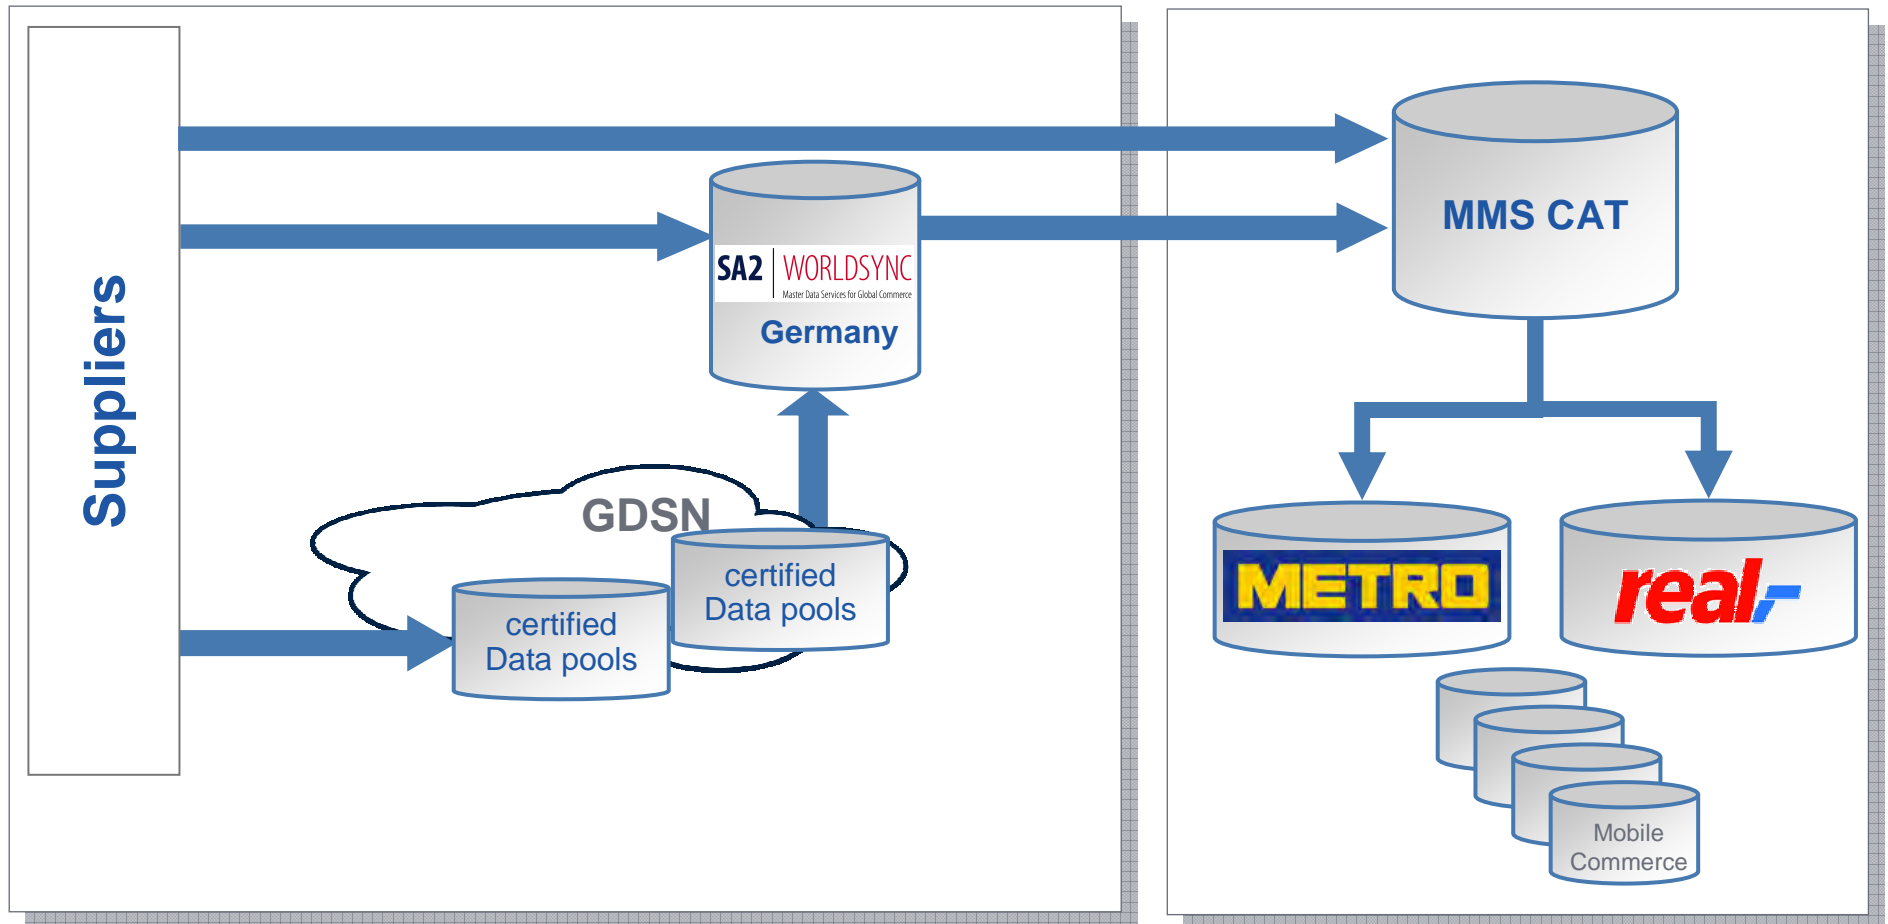 Suppliers
SA2 WORLDSYNC
Master Data Services for Global Commerce
Germany
GDSN
certified
Data pools
certified
Data pools
MMS CAT
METRO
real,-
Mobile
Commerce